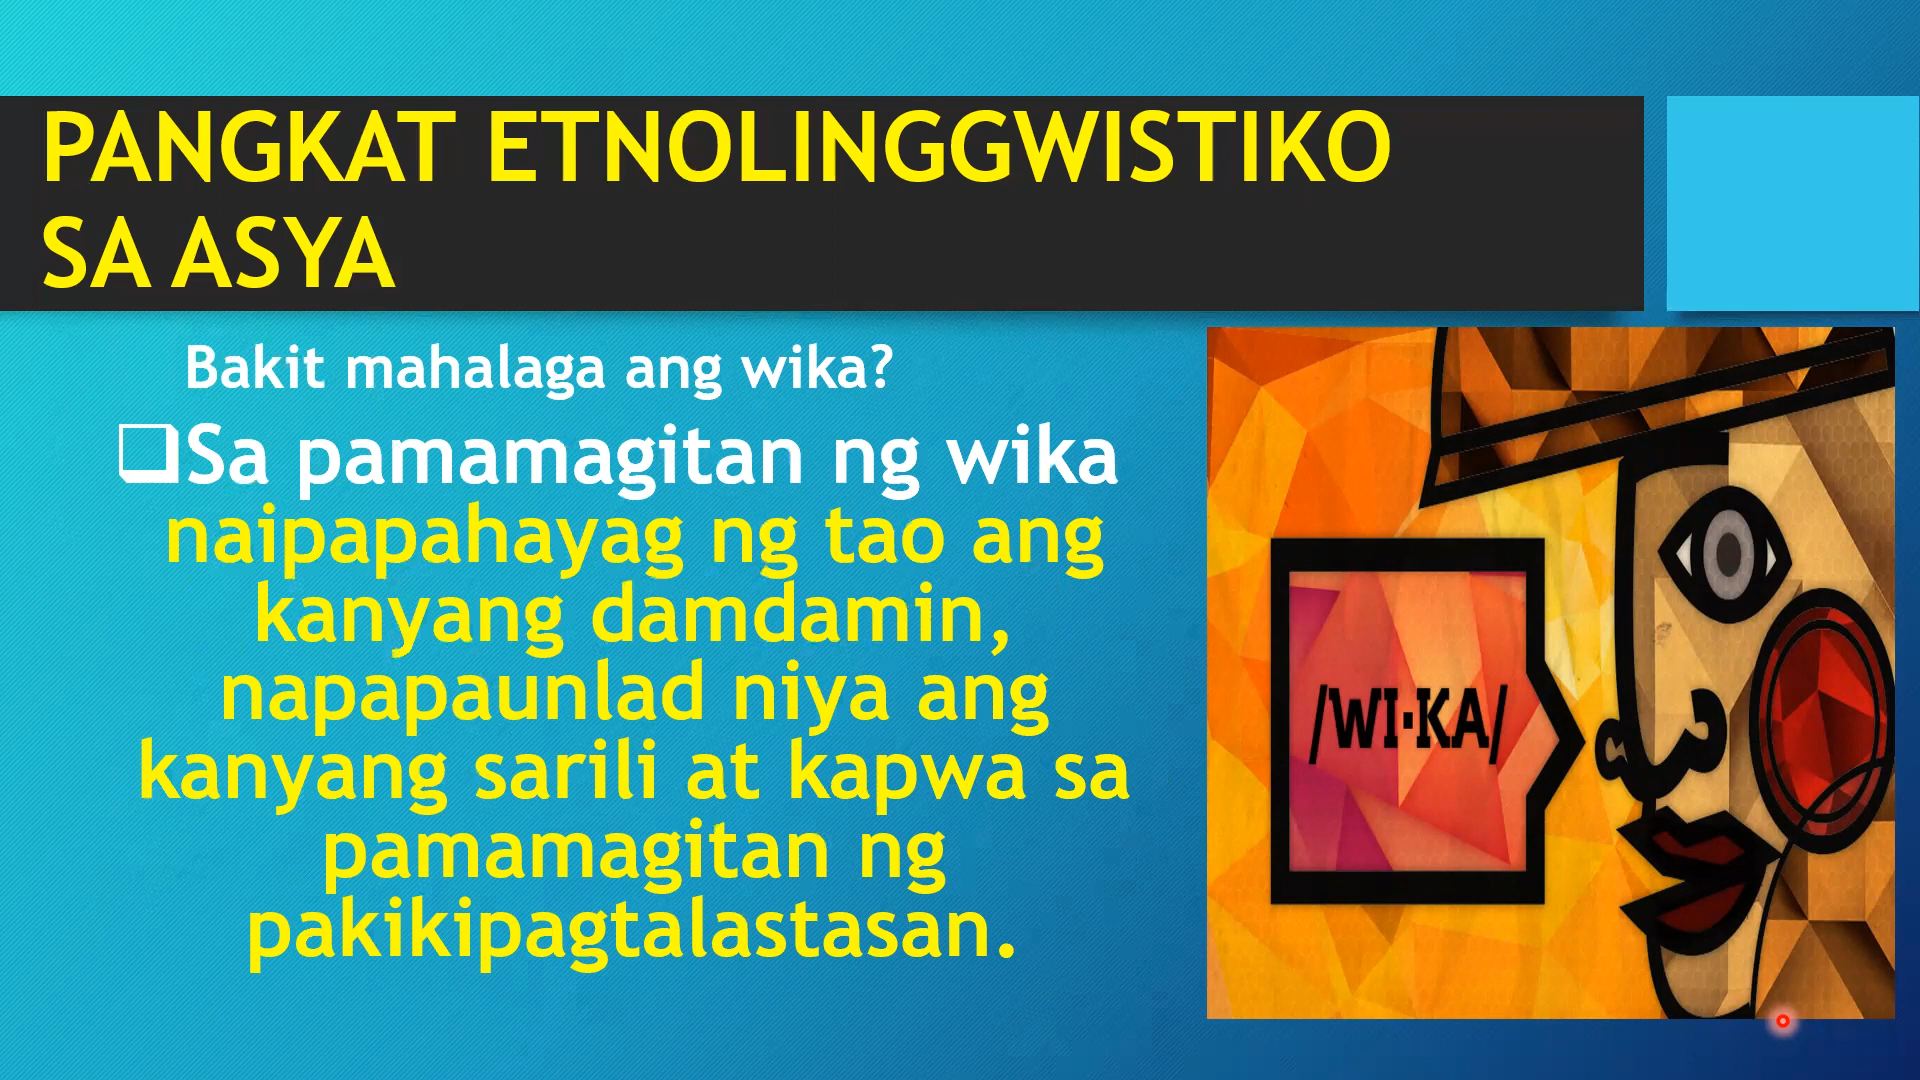 PANGKAT ETNOLINGGWISTIKO
SA ASYA
Bakit mahalaga ang wika?
❑Sa pamamagitan ng wika
naipapahayag ng tao ang
kanyang damdamin,
napapaunlad niya ang
kanyang sarili at kapwa sa
pamamagitan ng
pakikipagtalastasan.
/WI·KA/